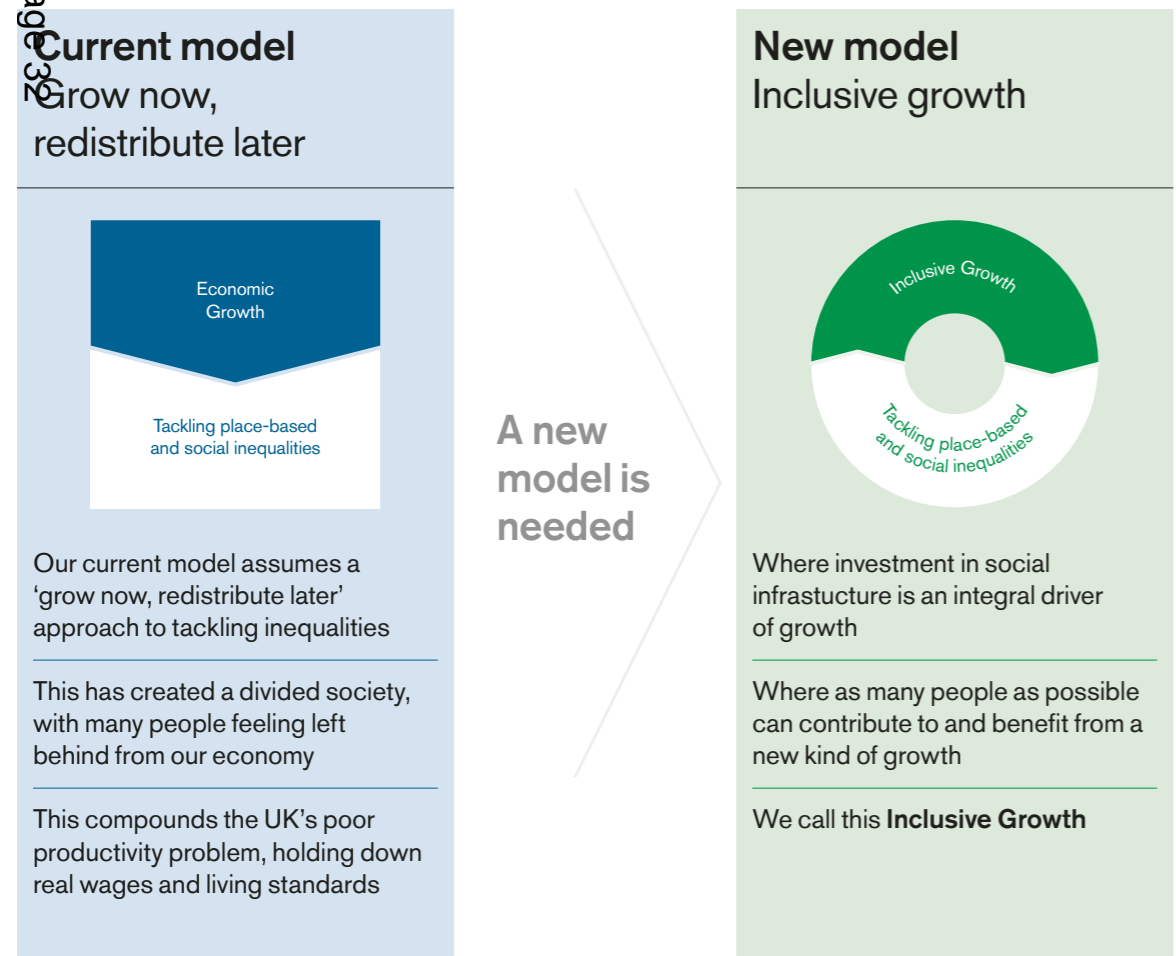 age 32
Current model
Grow now,
redistribute later
Economic
Growth
Tackling place-based
and social inequalities
Our current model assumes a
‘grow now, redistribute later’
approach to tackling inequalities
This has created a divided society,
with many people feeling left
behind from our economy
This compounds the UK’s poor
productivity problem, holding down
real wages and living standards
A new
model is
needed
New model
Inclusive growth
Inclusive Growth
Tackling place-based
and social inequalities
Where investment in social
infrastucture is an integral driver
of growth
Where as many people as possible
can contribute to and benefit from a
new kind of growth
We call this Inclusive Growth